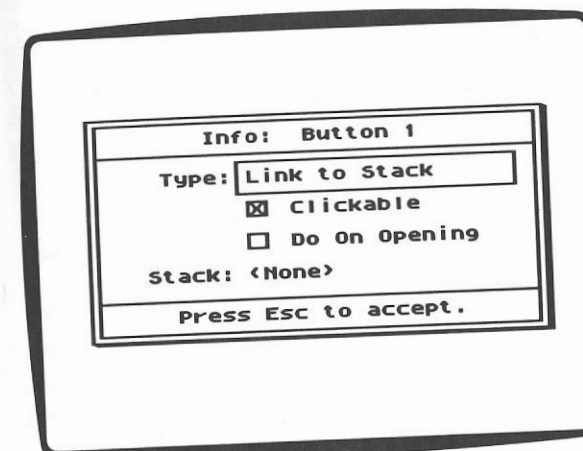 Info: Button 1
Type: Link to Stack
Clickable
Do On Opening
Stack: <None>
Press Esc to accept.